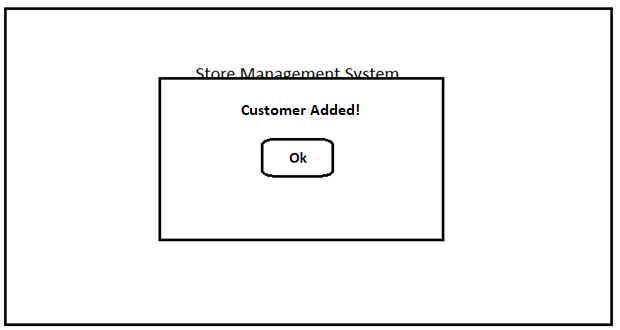 Store Management System
Customer Added!
Ok